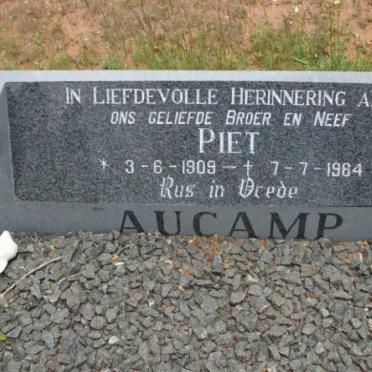 IN LIEFDEVOLLE HERINNERING A
ONS GELIEFDE BROER EN NEEF
PIET
* 3-6-1909 — † 7-7-1984
Rus in Vrede
AUCAMP